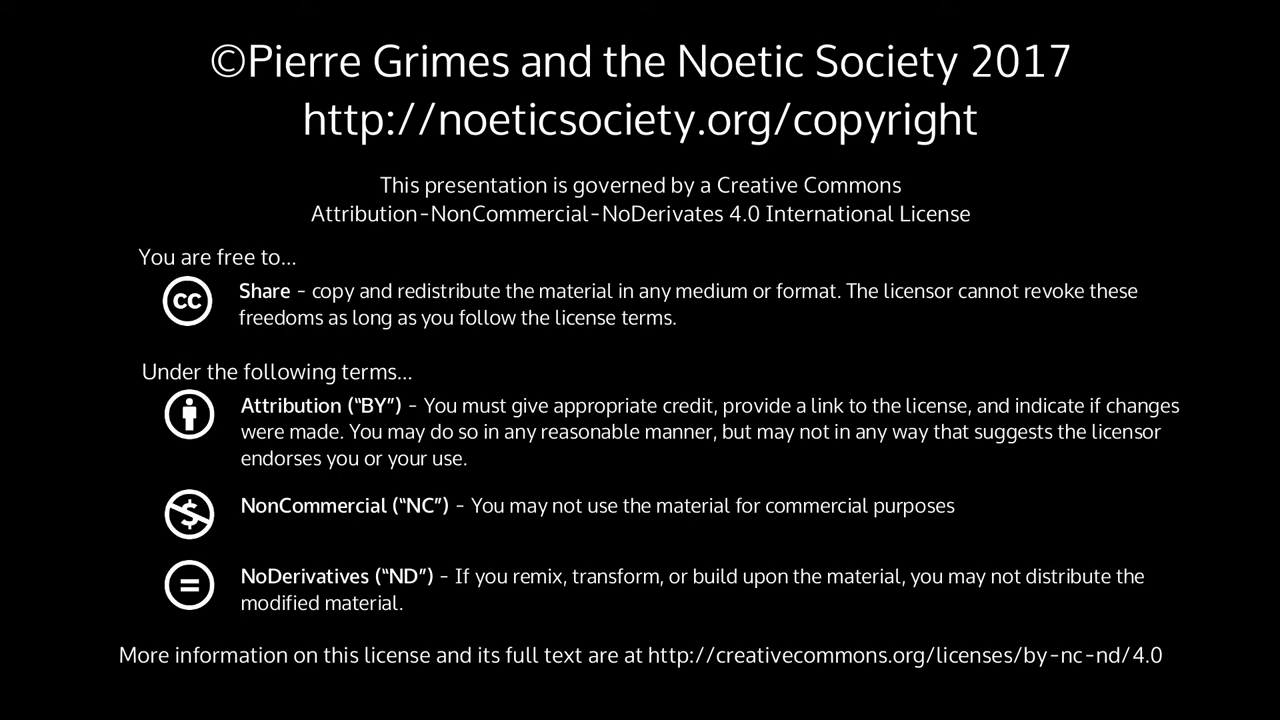 ©Pierre Grimes and the Noetic Society 2017
http://noeticsociety.org/copyright
This presentation is governed by a Creative Commons
Attribution-NonCommercial-NoDerivates 4.0 International License
You are free to...
cc
Share - copy and redistribute the material in any medium or format. The licensor cannot revoke these
freedoms as long as you follow the license terms.
Under the following terms...
Attribution (“BY”) - You must give appropriate credit, provide a link to the license, and indicate if changes
were made. You may do so in any reasonable manner, but may not in any way that suggests the licensor
endorses you or your use.
NonCommercial (“NC”) - You may not use the material for commercial purposes
NoDerivatives (“ND”) - If you remix, transform, or build upon the material, you may not distribute the
modified material.
More information on this license and its full text are at http://creativecommons.org/licenses/by-nc-nd/4.0